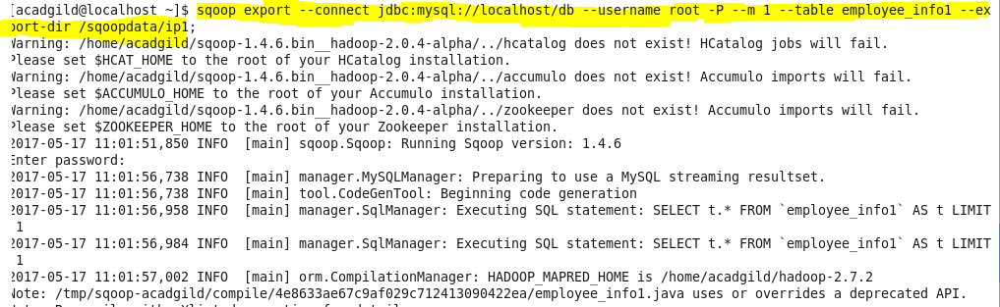 [acadgild@localhost ~]$ sqoop export --connect jdbc:mysql://localhost/db --username root -P --m 1 --table employee_info1 --ex
port-dir /sqoopdata/ip1;
Warning: /home/acadgild/sqoop-1.4.6.bin__hadoop-2.0.4-alpha/../hcatalog does not exist! HCatalog jobs will fail.
Please set $HCAT_HOME to the root of your HCatalog installation.
Warning: /home/acadgild/sqoop-1.4.6.bin__hadoop-2.0.4-alpha/../accumulo does not exist! Accumulo imports will fail.
Please set $ACCUMULO_HOME to the root of your Accumulo installation.
Warning: /home/acadgild/sqoop-1.4.6.bin__hadoop-2.0.4-alpha/../zookeeper does not exist! Accumulo imports will fail.
Please set $ZOOKEEPER_HOME to the root of your Zookeeper installation.
2017-05-17 11:01:51,850 INFO  [main] sqoop.Sqoop: Running Sqoop version: 1.4.6
Enter password:
2017-05-17 11:01:56,738 INFO  [main] manager.MySQLManager: Preparing to use a MySQL streaming resultset.
2017-05-17 11:01:56,738 INFO  [main] tool.CodeGenTool: Beginning code generation
2017-05-17 11:01:56,958 INFO  [main] manager.SqlManager: Executing SQL statement: SELECT t.* FROM `employee_info1` AS t LIMIT
1
2017-05-17 11:01:56,984 INFO  [main] manager.SqlManager: Executing SQL statement: SELECT t.* FROM `employee_info1` AS t LIMIT
1
2017-05-17 11:01:57,002 INFO  [main] orm.CompilationManager: HADOOP_MAPRED_HOME is /home/acadgild/hadoop-2.7.2
Note: /tmp/sqoop-acadgild/compile/4e8633ae67c9af029c712413090422ea/employee_info1.java uses or overrides a deprecated API.